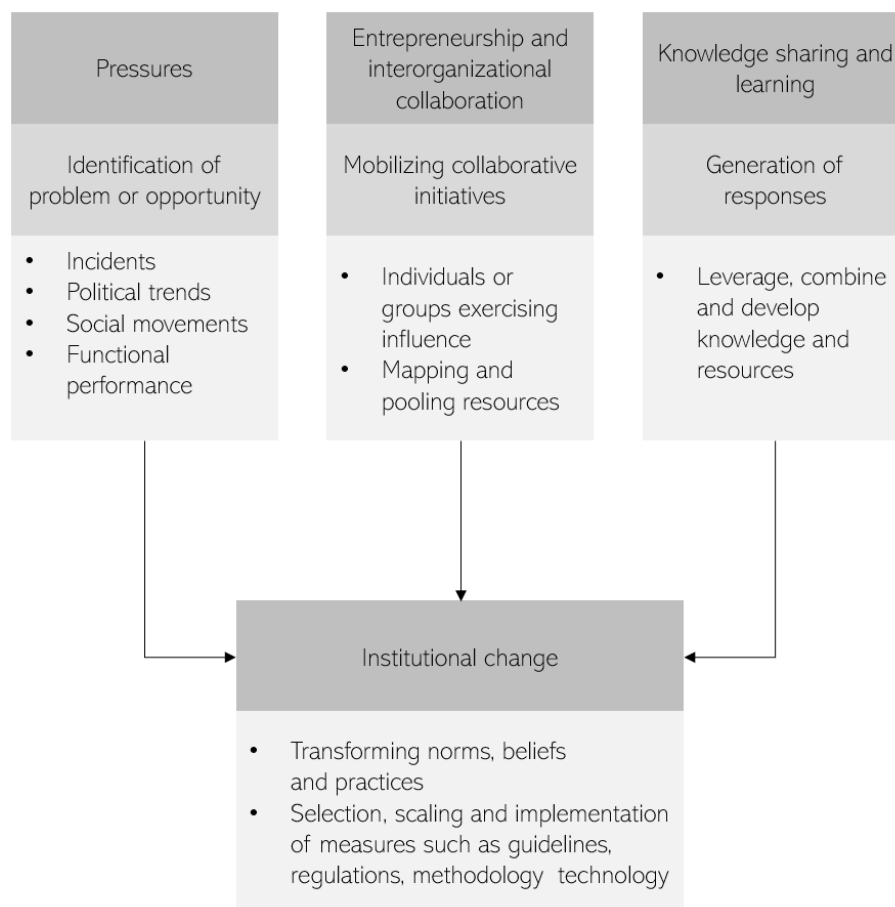 Pressures
Identification of
problem or opportunity
• Incidents
• Political trends
• Social movements
• Functional
performance
Entrepreneurship and
interorganizational
collaboration
Mobilizing collaborative
initiatives
• Individuals or
groups exercising
influence
• Mapping and
pooling resources
Knowledge sharing and
learning
Generation of
responses
• Leverage, combine
and develop
knowledge and
resources
Institutional change
• Transforming norms, beliefs
and practices
• Selection, scaling and implementation
of measures such as guidelines,
regulations, methodology technology